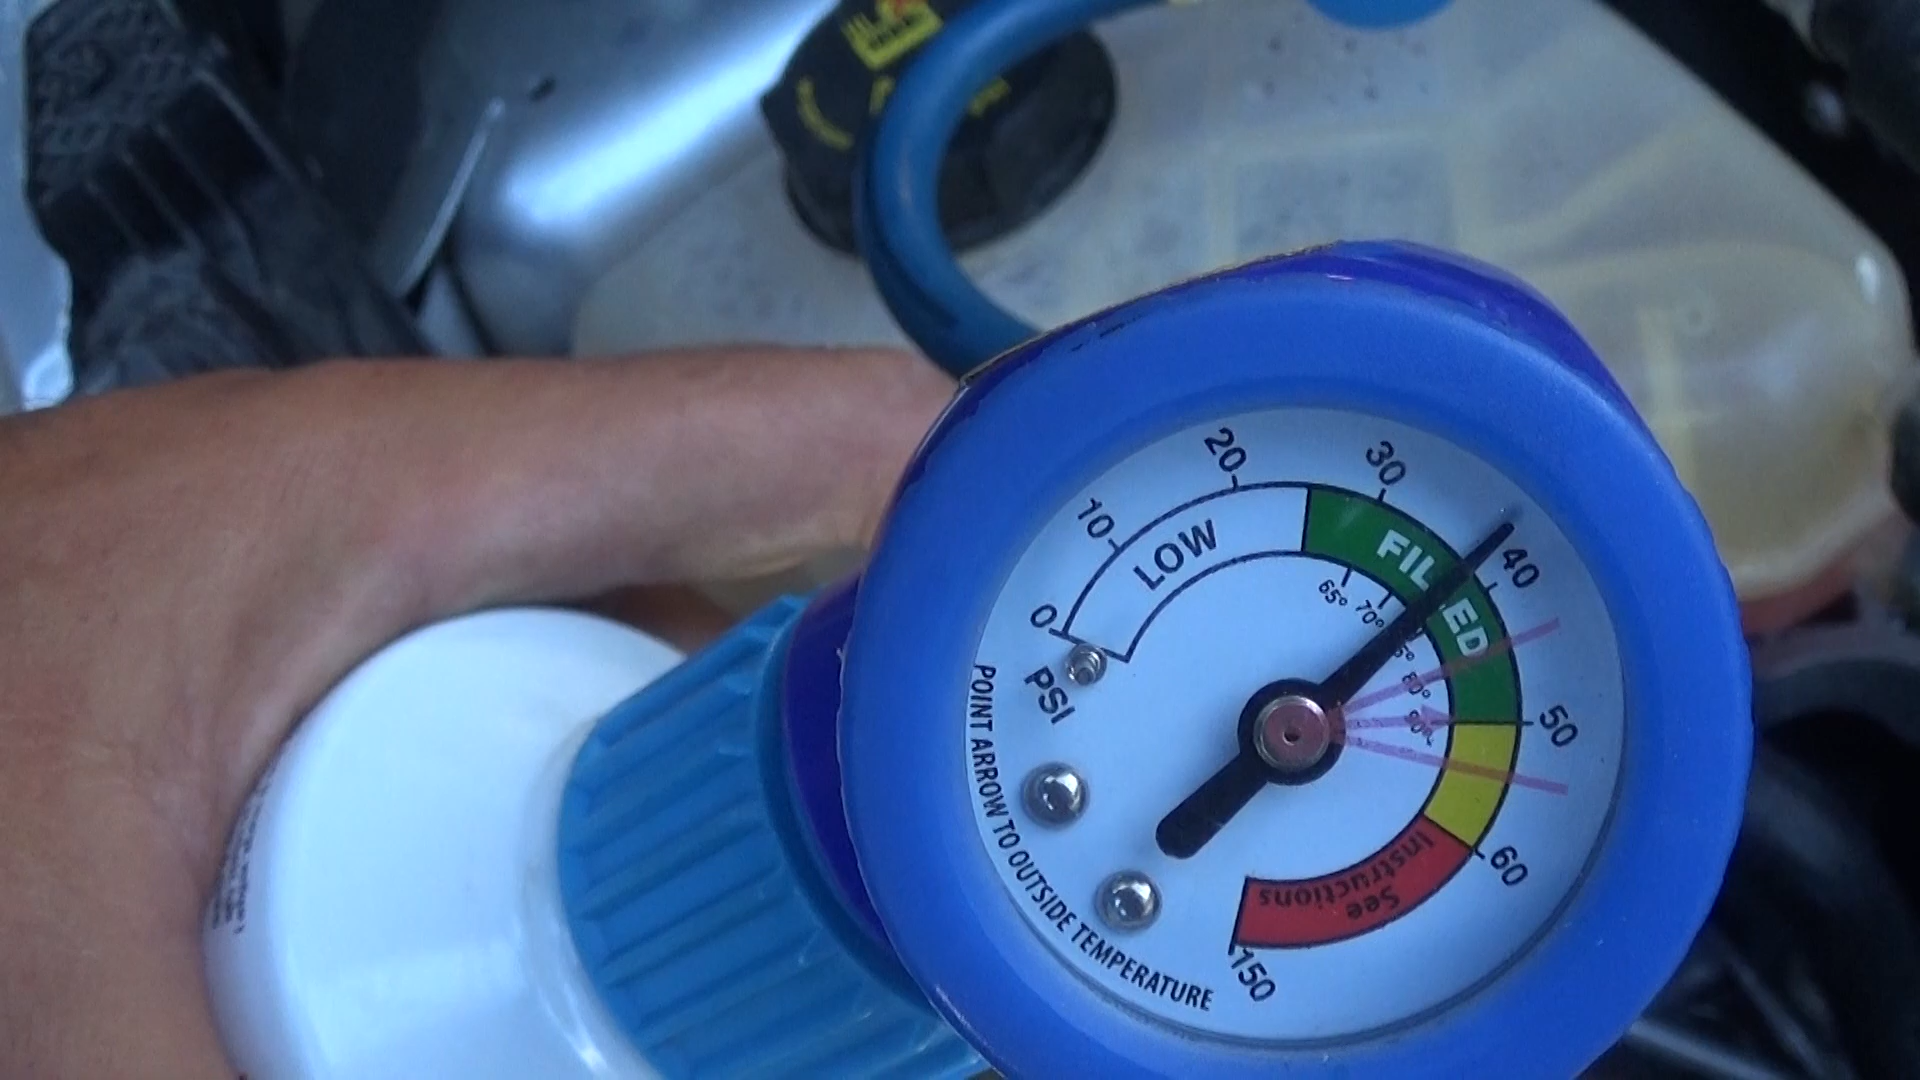 0
10
20
30
40
50
60
150
LOW
FILLED
65°
70°
80°
90°
PSI
See
Instructions
POINT ARROW TO OUTSIDE TEMPERATURE